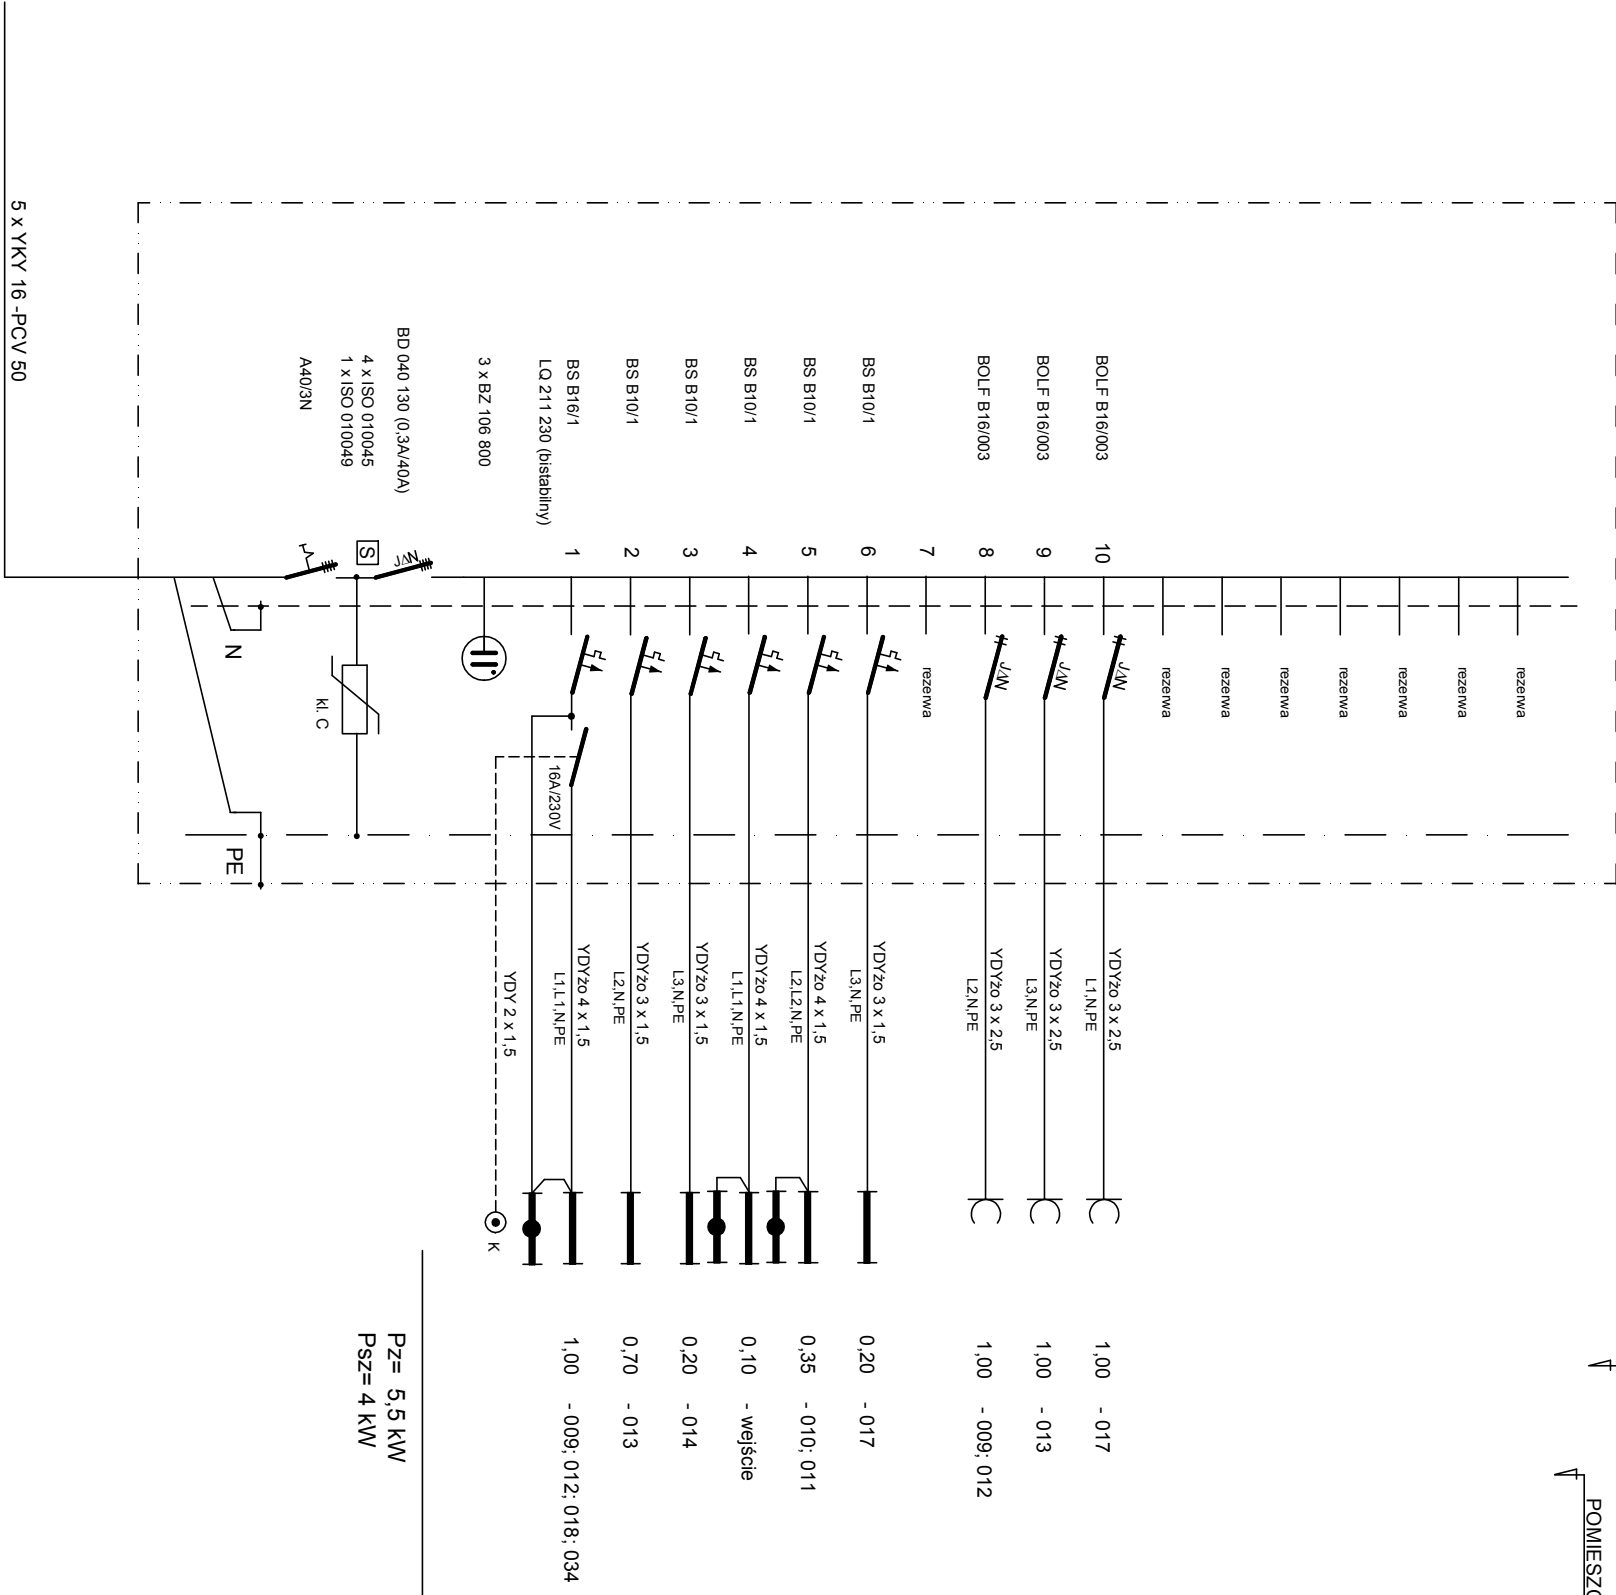 5 x YKY 16 -PCV 50
A40/3N
1 x ISO 010049
4 x ISO 010045
BD 040 130 (0,3A/40A)
3 x BZ 106 800
LQ 211 230 (bistabilny)
BS B16/1
BS B10/1
BS B10/1
BS B10/1
BS B10/1
BS B10/1
BOLF B16/003
BOLF B16/003
BOLF B16/003
S
1
2
3
4
5
6
7
8
9
10
N
PE
kl. C
16A/230V
rezerwa
rezerwa
rezerwa
rezerwa
rezerwa
rezerwa
rezerwa
rezerwa
YDY 2 x 1,5
YDYżo 4 x 1,5
L1,L1,N,PE
YDYżo 3 x 1,5
L2,N,PE
YDYżo 3 x 1,5
L3,N,PE
YDYżo 4 x 1,5
L1,L1,N,PE
YDYżo 4 x 1,5
L2,L2,N,PE
YDYżo 3 x 1,5
L3,N,PE
YDYżo 3 x 2,5
L2,N,PE
YDYżo 3 x 2,5
L3,N,PE
YDYżo 3 x 2,5
L1,N,PE
K
1,00 - 009; 012; 018; 034
0,70 - 013
0,20 - 014
0,10 - wejście
0,35 - 010; 011
0,20 - 017
1,00 - 009; 012
1,00 - 013
1,00 - 017
Pz= 5,5 kW
Psz= 4 kW